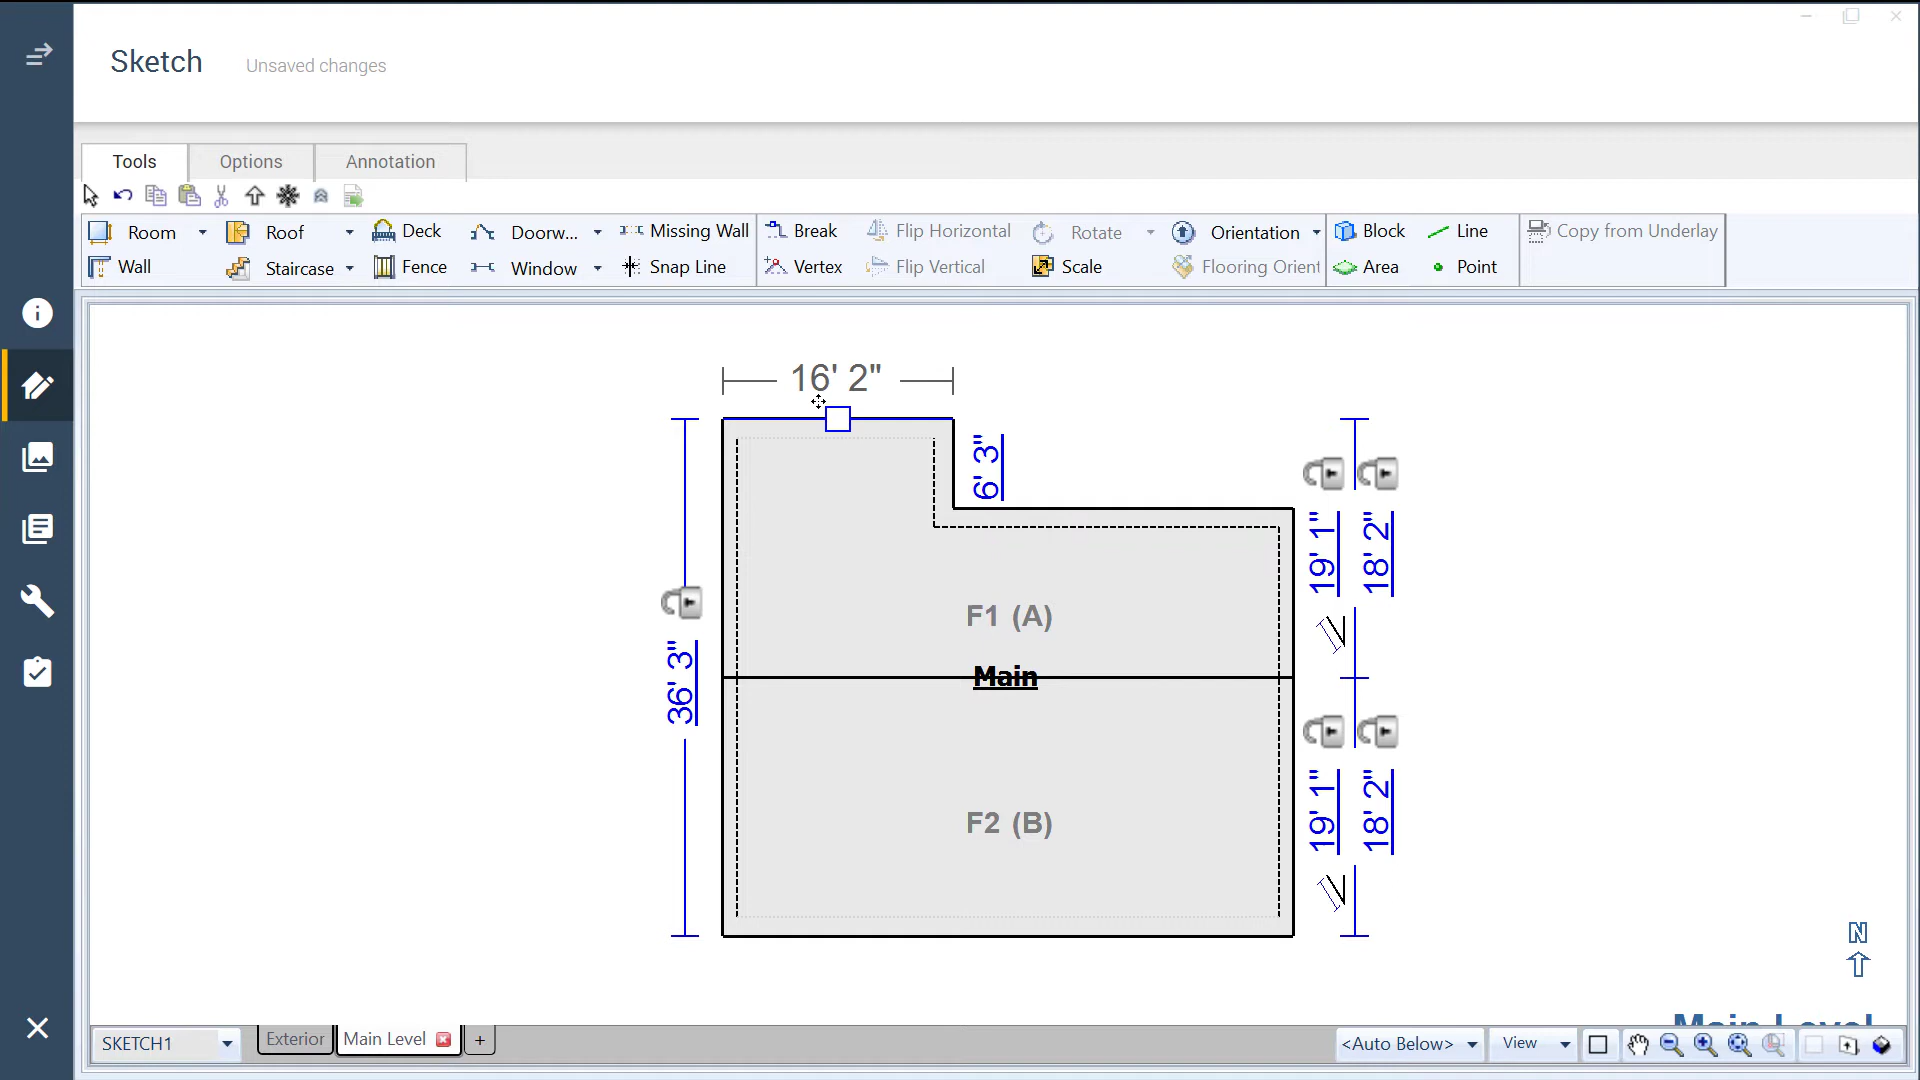 Sketch Unsaved changes
Tools Options Annotation
Room Roof Deck Doorw... Missing Wall Break Flip Horizontal Rotate Orientation Block Line Copy from Underlay
Wall Staircase Fence Window Snap Line Vertex Flip Vertical Scale Flooring Orient Area Point
16' 2"
6' 3"
19' 1" 18' 2"
F1 (A)
36' 3"
Main
F2 (B)
19' 1" 18' 2"
N
Main Level
SKETCH1 Exterior Main Level + <Auto Below> View